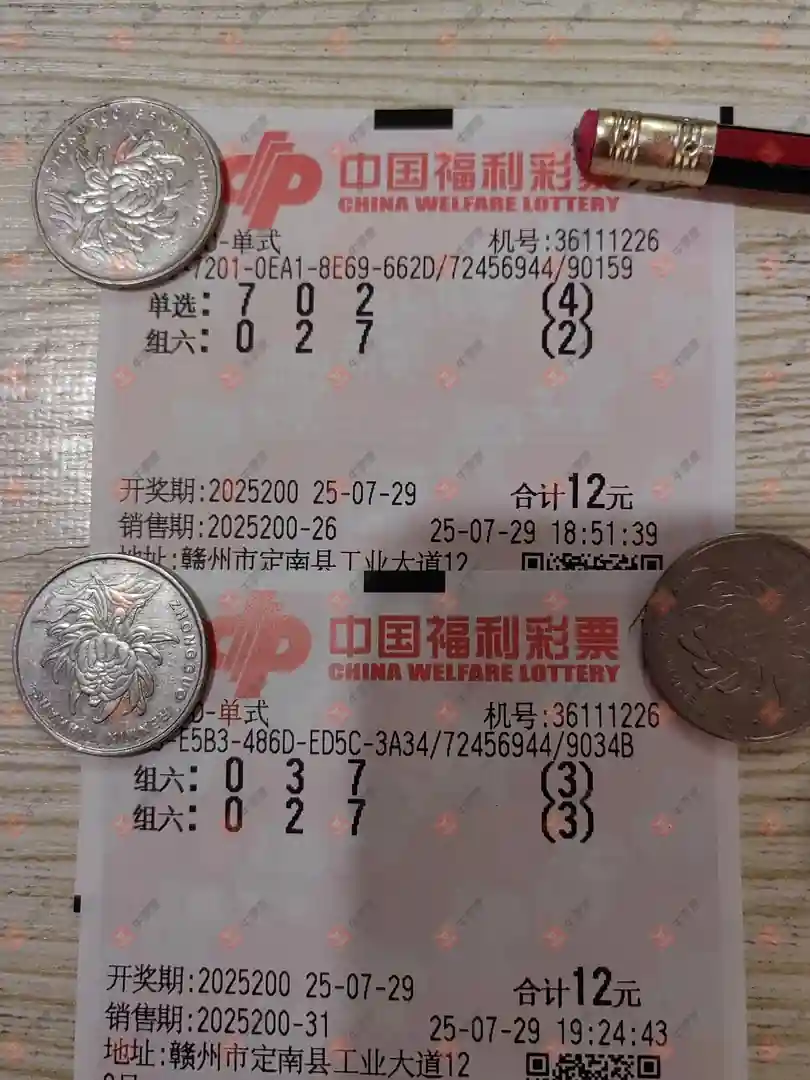 中国福利彩票
CHINA WELFARE LOTTERY
-单式 机号:36111226
-7201-0EA1-8E69-662D/72456944/90159
单选: 7 0 2 (4)
组六: 0 2 7 (2)
开奖期:2025200 25-07-29 合计12元
销售期:2025200-26 25-07-29 18:51:39
地址:赣州市定南县工业大道12
中国福利彩票
CHINA WELFARE LOTTERY
-单式 机号:36111226
-E5B3-486D-ED5C-3A34/72456944/9034B
组六: 0 3 7 (3)
组六: 0 2 7 (3)
开奖期:2025200 25-07-29 合计12元
销售期:2025200-31 25-07-29 19:24:43
地址:赣州市定南县工业大道12